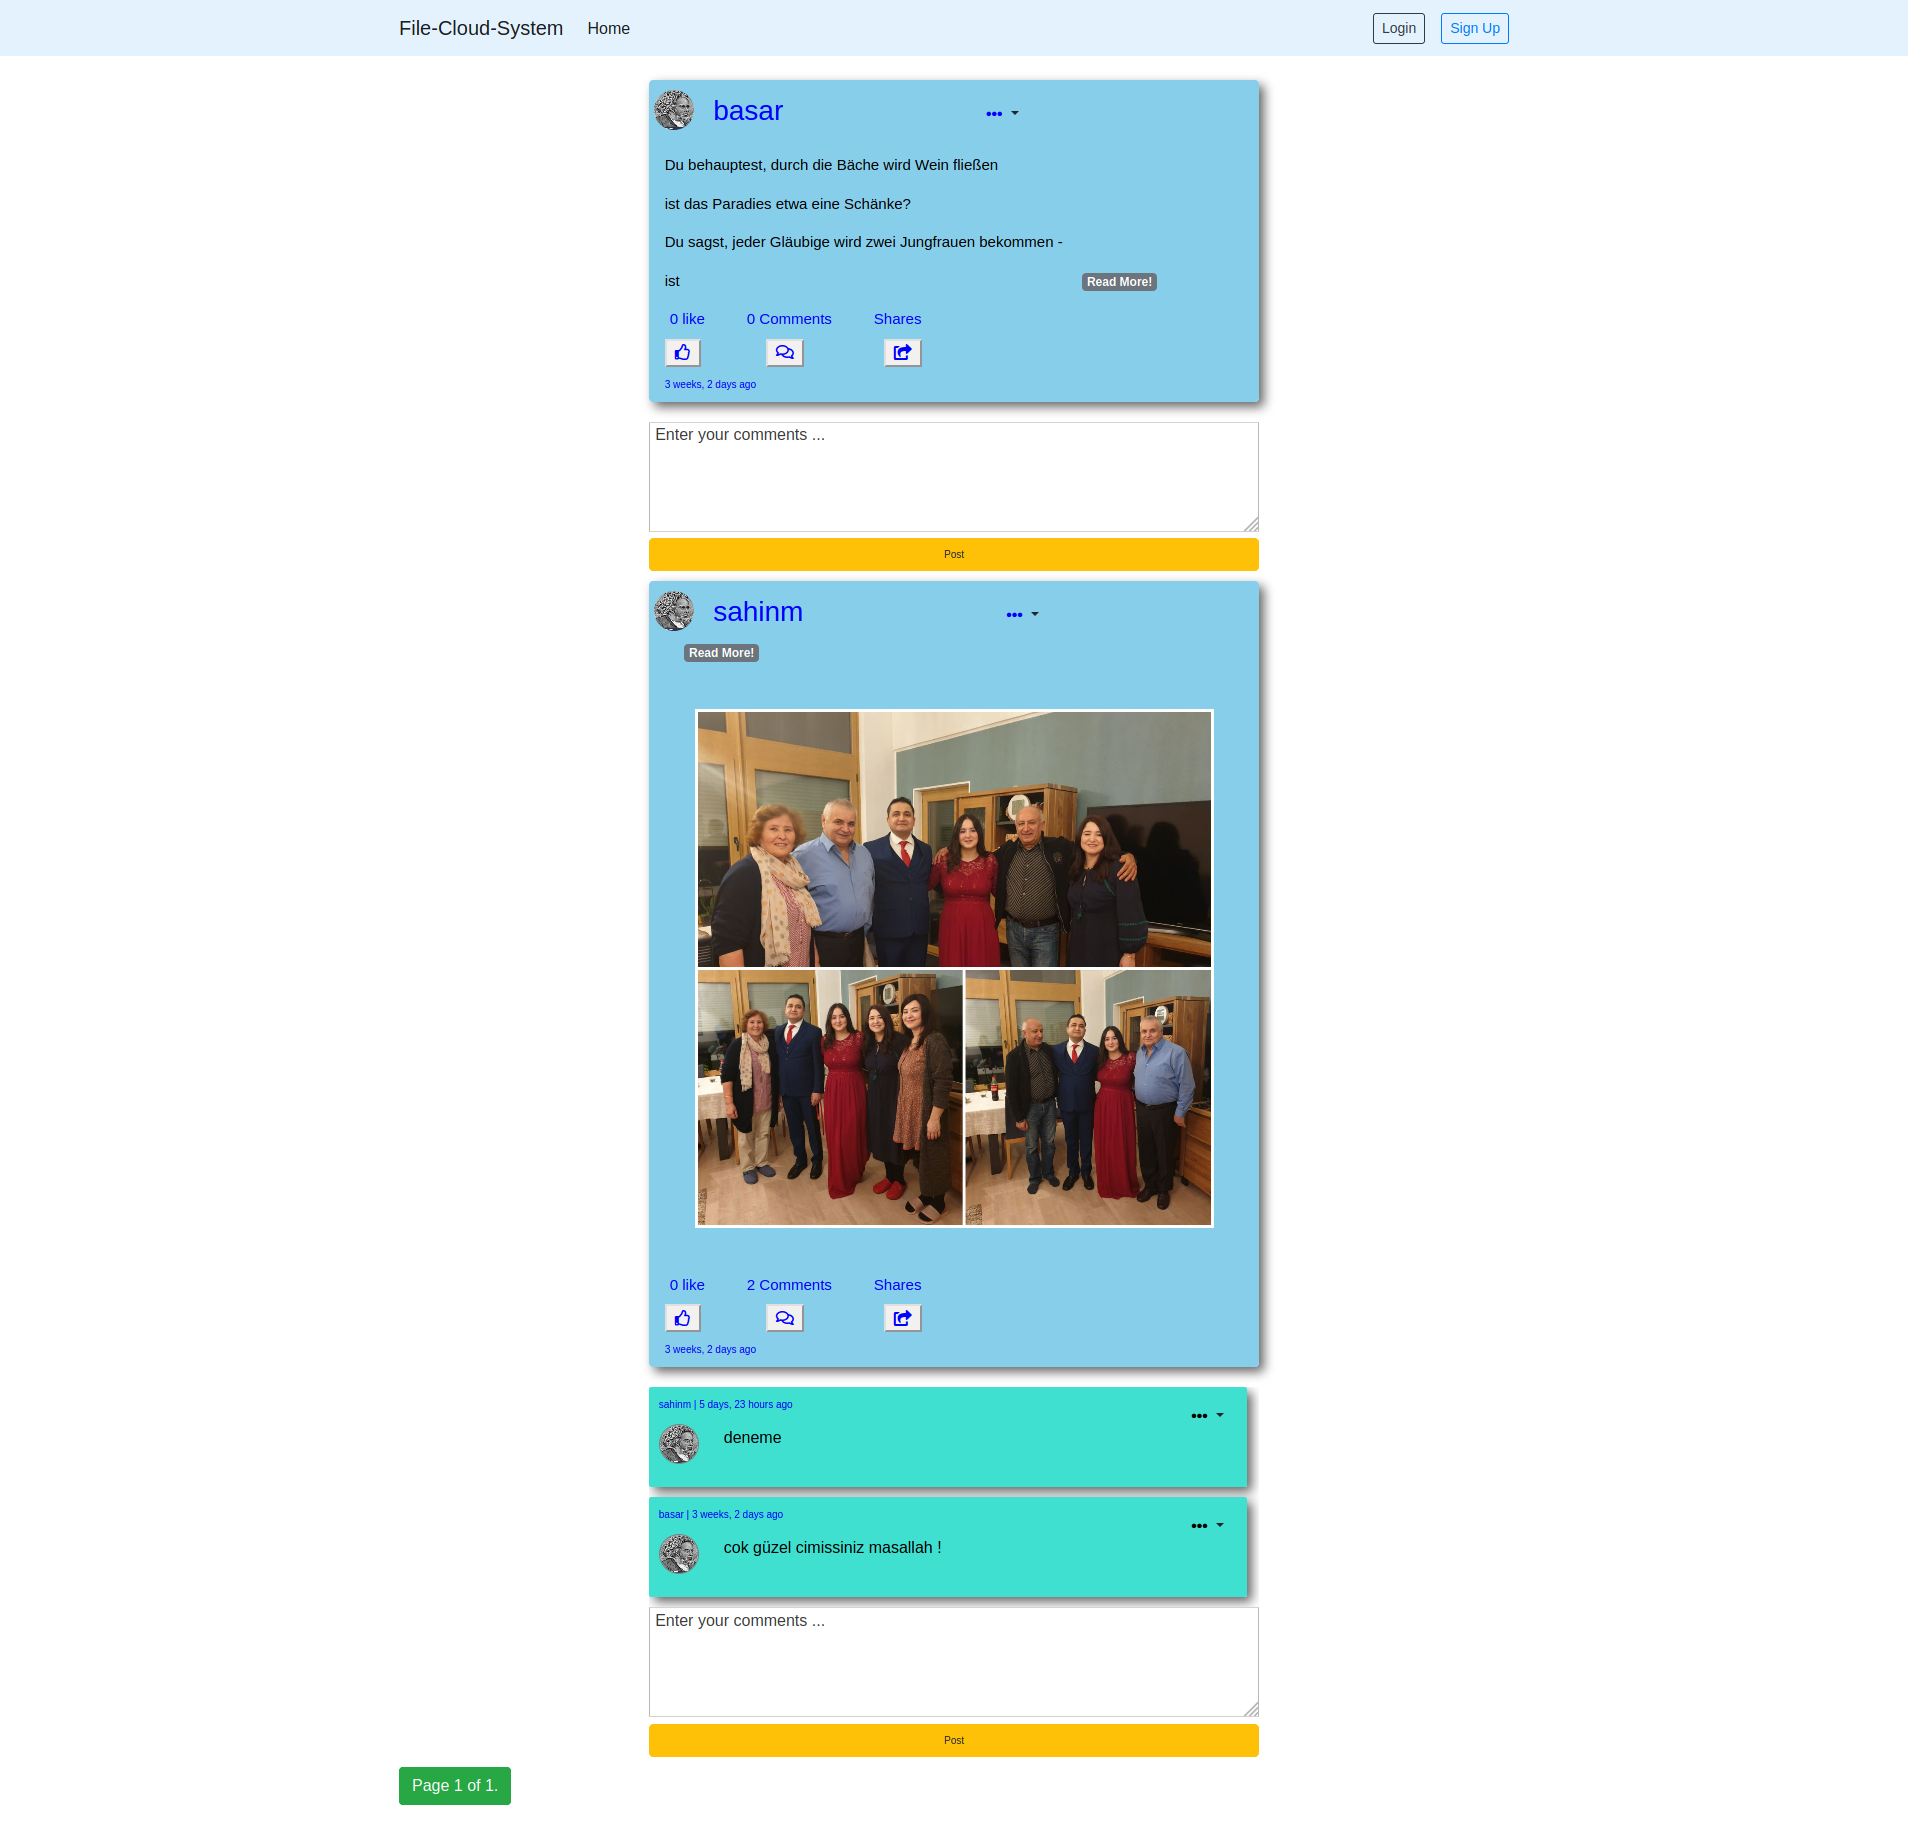 File-Cloud-System Home Login Sign Up
basar
Du behauptest, durch die Bäche wird Wein fließen
ist das Paradies etwa eine Schänke?
Du sagst, jeder Gläubige wird zwei Jungfrauen bekommen -
ist Read More!
0 like 0 Comments Shares
3 weeks, 2 days ago
Enter your comments ...
Post
sahinm
Read More!
0 like 2 Comments Shares
3 weeks, 2 days ago
sahinm | 5 days, 23 hours ago
deneme
basar | 3 weeks, 2 days ago
cok güzel cimissiniz masallah !
Enter your comments ...
Post
Page 1 of 1.